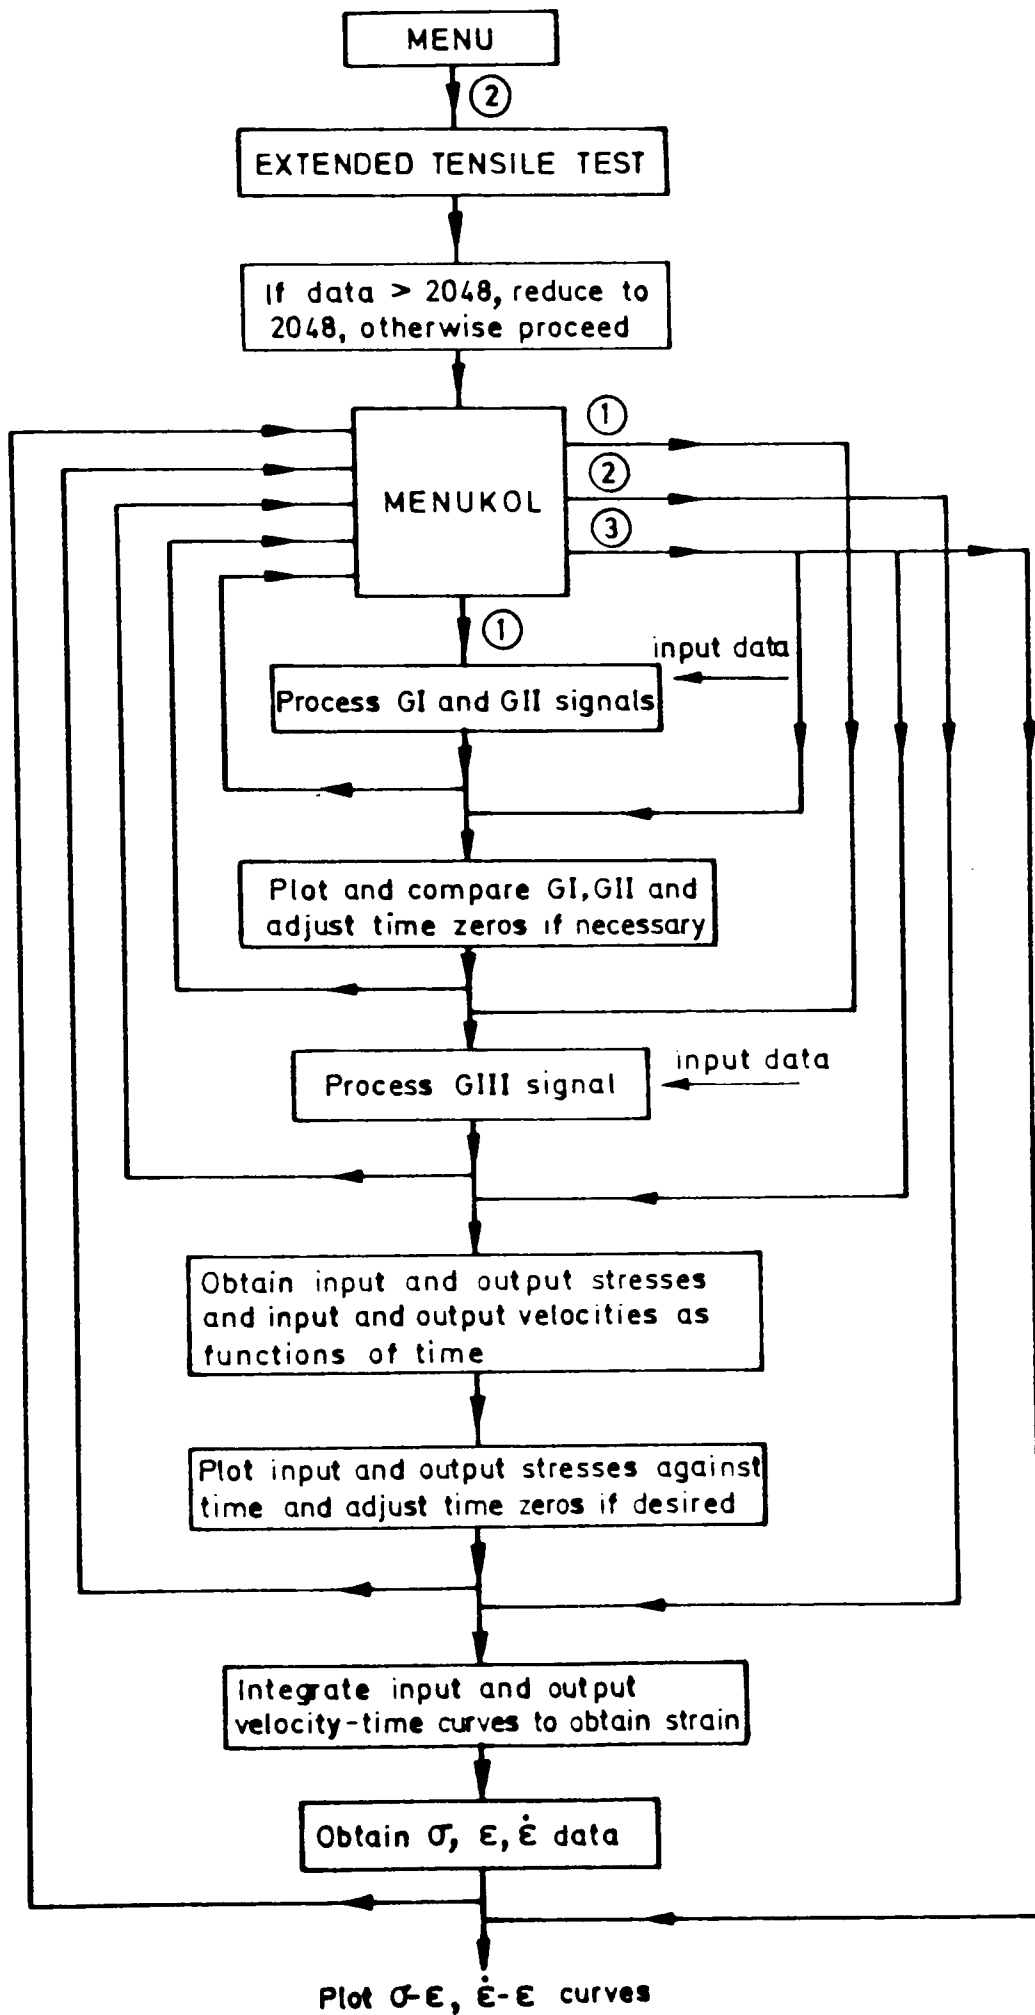 MENU
②
EXTENDED TENSILE TEST
If data > 2048, reduce to
2048, otherwise proceed
①
②
MENUKOL
③
①
input data
Process GI and GII signals
Plot and compare GI, GII and
adjust time zeros if necessary
input data
Process GIII signal
Obtain input and output stresses
and input and output velocities as
functions of time
Plot input and output stresses against
time and adjust time zeros if desired
Integrate input and output
velocity-time curves to obtain strain
Obtain σ, ε, ε̇ data
Plot σ-ε, ε̇-ε curves